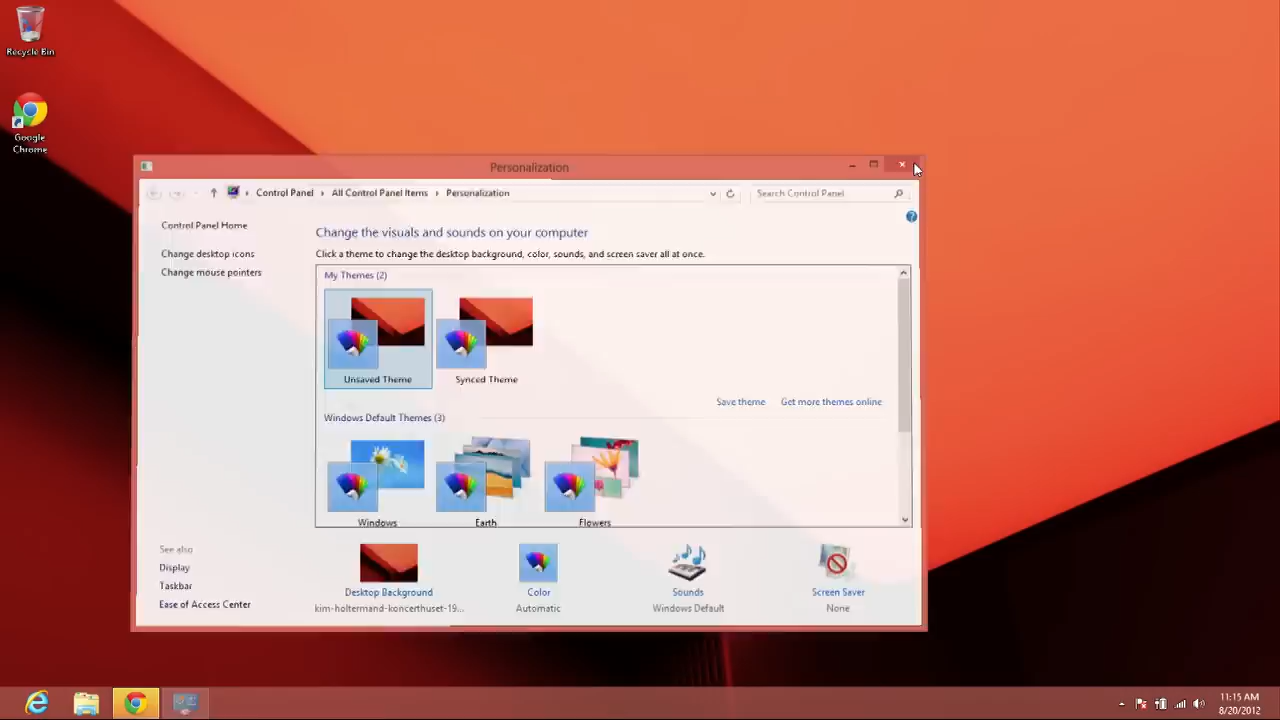 Recycle Bin
Google
Chrome
Personalization
Control Panel
All Control Panel Items
Personalization
Search Control Panel
Control Panel Home
Change desktop icons
Change mouse pointers
Change the visuals and sounds on your computer
Click a theme to change the desktop background, color, sounds, and screen saver all at once.
My Themes (2)
Unsaved Theme
Synced Theme
Save theme
Get more themes online
Windows Default Themes (3)
Windows
Earth
Flowers
See also
Display
Taskbar
Ease of Access Center
Desktop Background
kim-holtermand-koncerthuset-19...
Color
Automatic
Sounds
Windows Default
Screen Saver
None
11:15 AM
8/20/2012